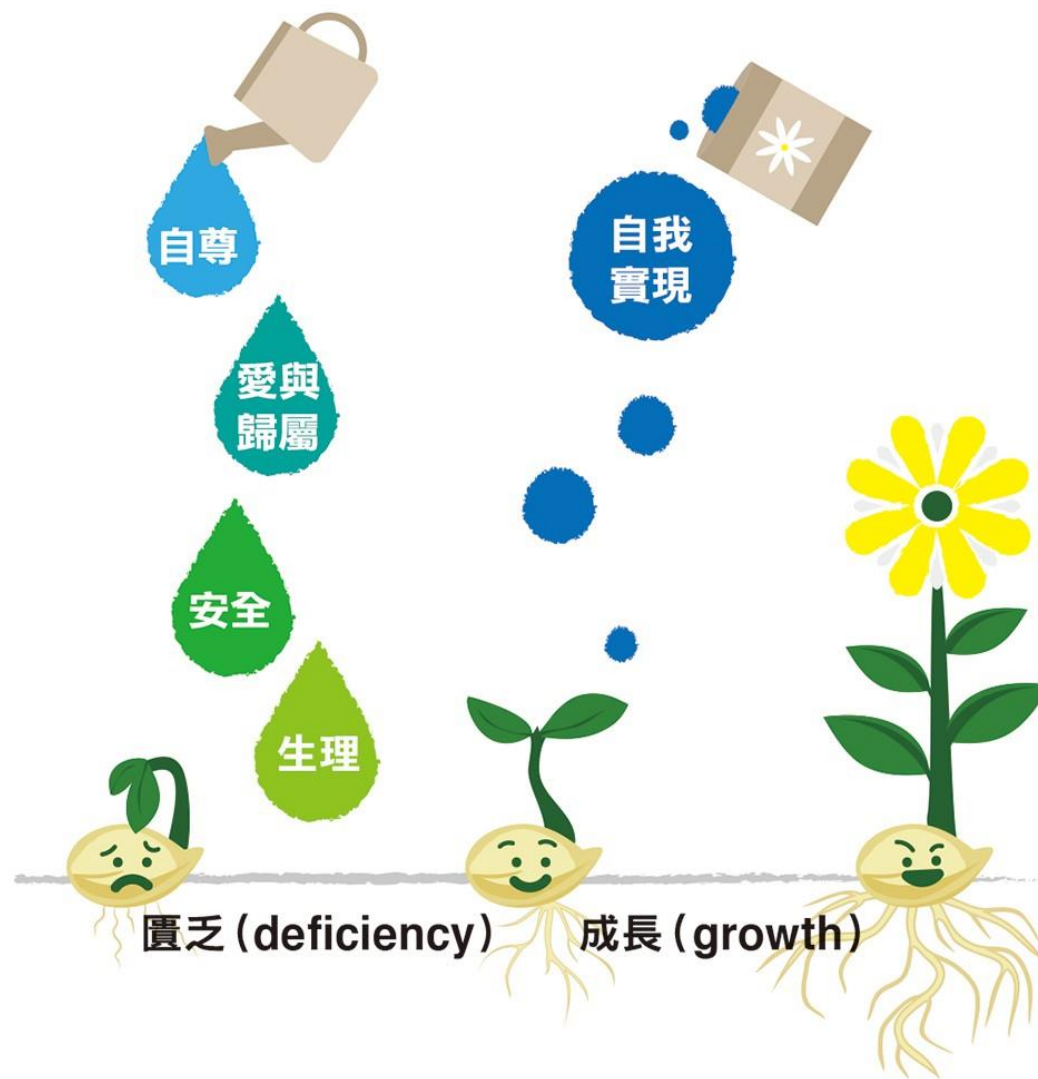 自尊
愛與
歸屬
安全
生理
自我
實現
匱乏(deficiency)
成長(growth)